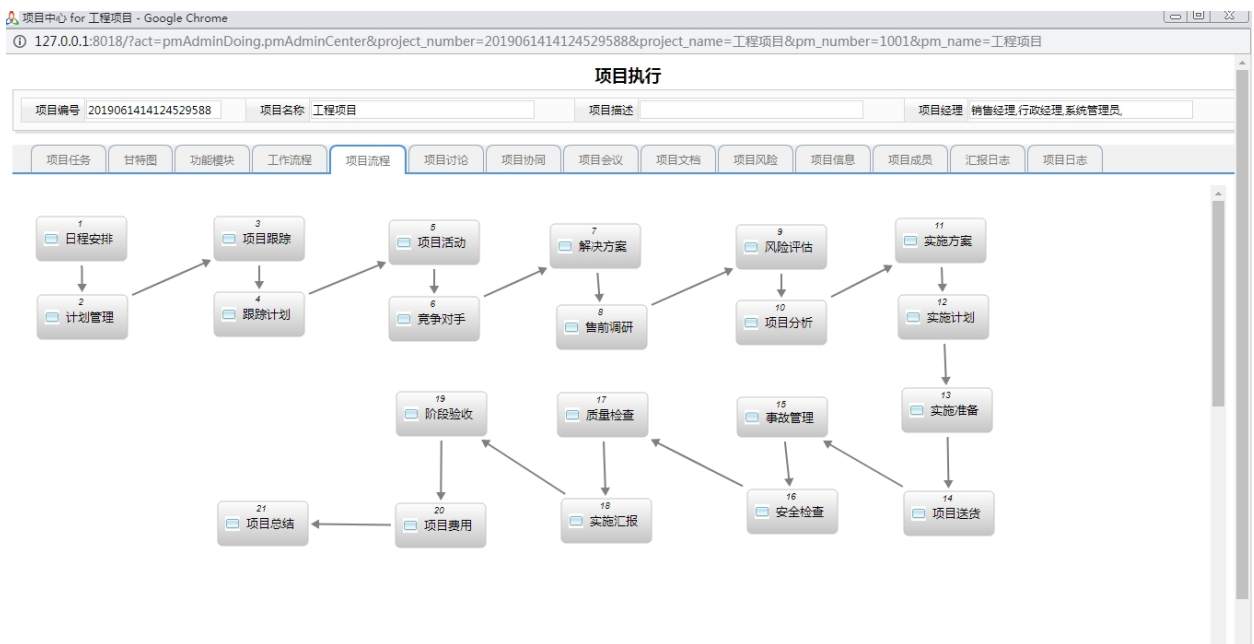 项目中心 for 工程项目 - Google Chrome
127.0.0.1:8018/?act=pmAdminDoing.pmAdminCenter&project_number=2019061414124529588&project_name=工程项目&pm_number=1001&pm_name=工程项目
项目执行
项目编号 2019061414124529588 项目名称 工程项目 项目描述 项目经理 销售经理,行政经理,系统管理员,
项目任务 甘特图 功能模块 工作流程 项目流程 项目讨论 项目协同 项目会议 项目文档 项目风险 项目信息 项目成员 汇报日志 项目日志
1
日程安排
2
计划管理
3
项目跟踪
4
跟踪计划
5
项目活动
6
竞争对手
7
解决方案
8
售前调研
9
风险评估
10
项目分析
11
实施方案
12
实施计划
13
实施准备
14
项目送货
15
事故管理
16
安全检查
17
质量检查
18
实施汇报
19
阶段验收
20
项目费用
21
项目总结